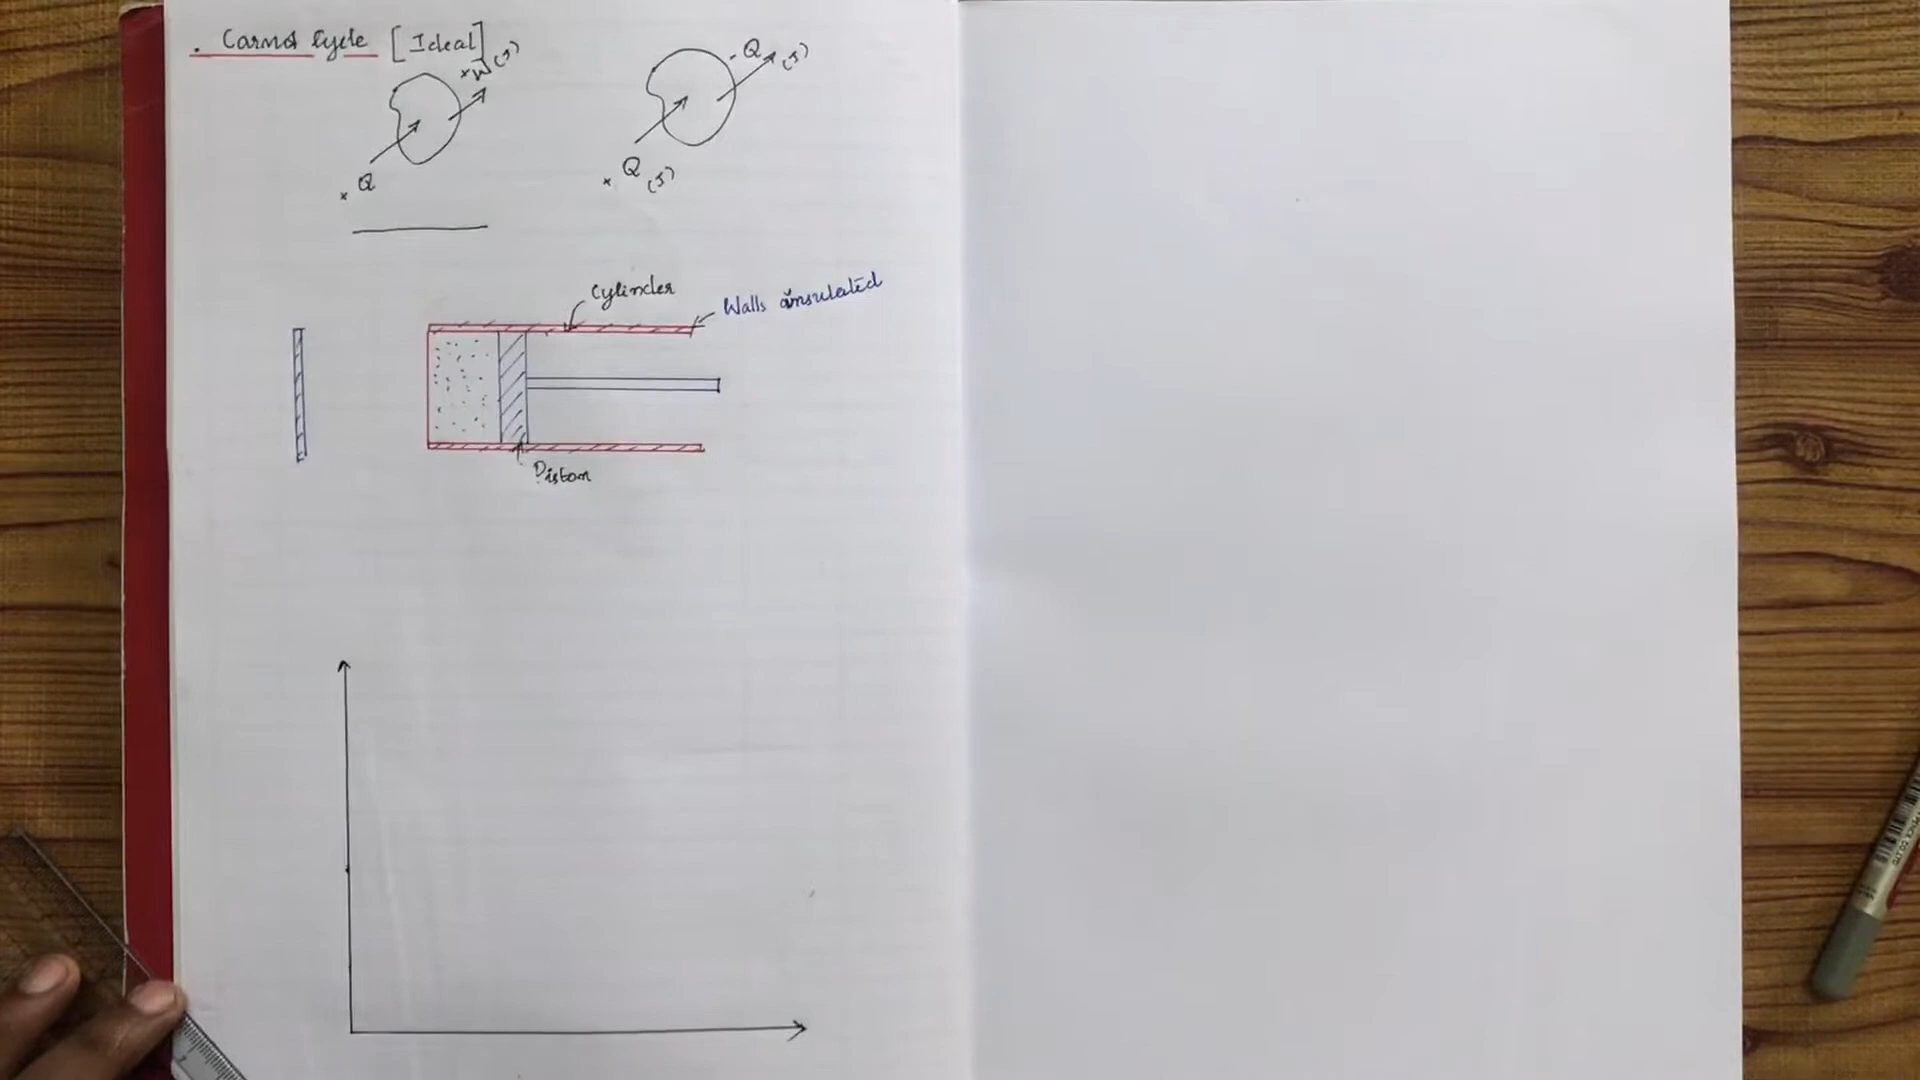 . Carnot Cycle [Ideal]
+W (J)
+ Q
- Q (J)
+ Q (J)
Cylinder
Walls insulated
Piston